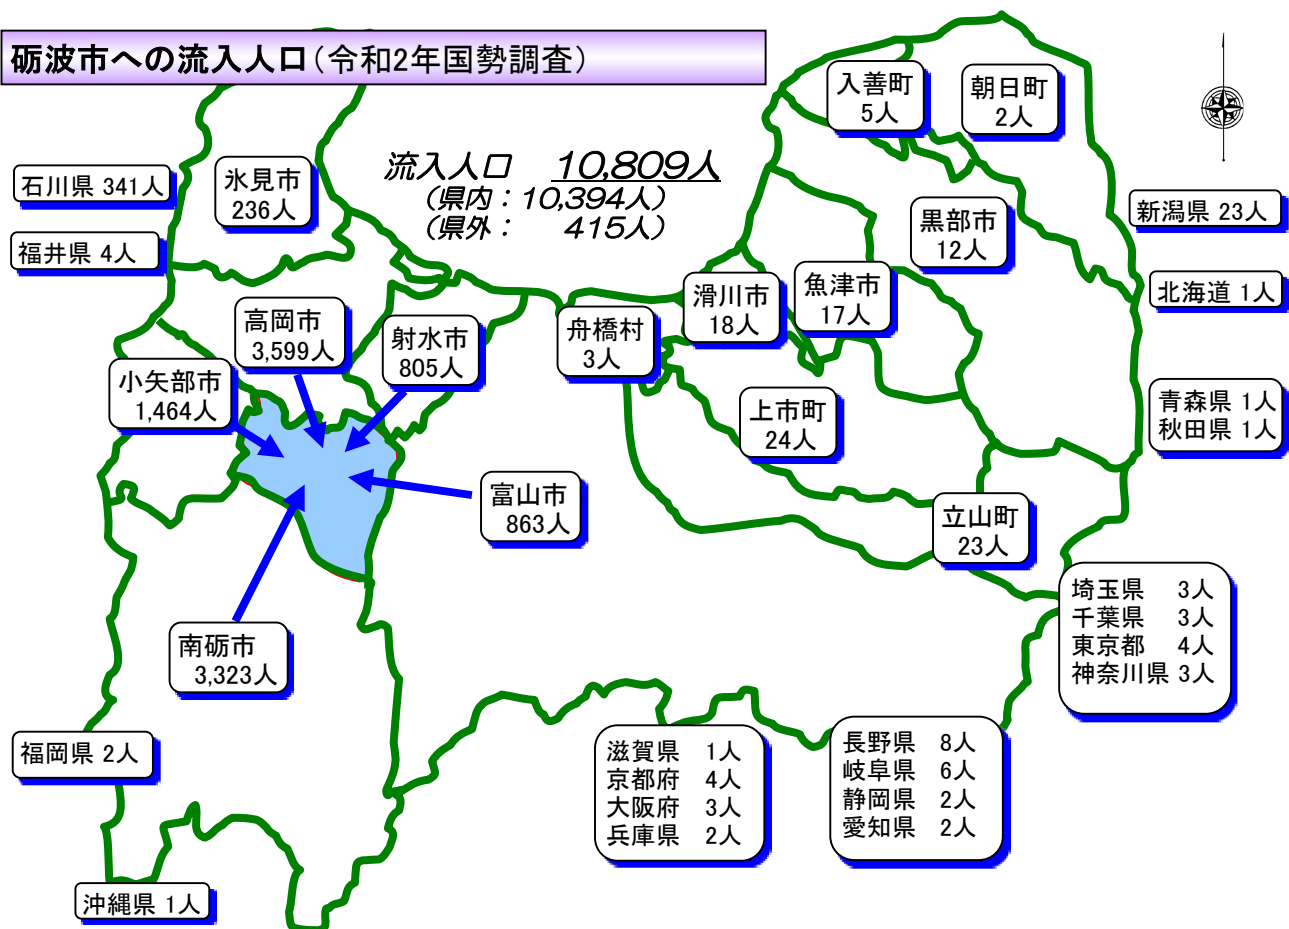 砺波市への流入人口（令和2年国勢調査）
流入人口 10,809人
（県内：10,394人）
（県外： 415人）
入善町
5人
朝日町
2人
石川県 341人
氷見市
236人
福井県 4人
新潟県 23人
黒部市
12人
北海道 1人
滑川市
18人
魚津市
17人
高岡市
3,599人
射水市
805人
舟橋村
3人
小矢部市
1,464人
上市町
24人
青森県 1人
秋田県 1人
富山市
863人
立山町
23人
埼玉県 3人
千葉県 3人
東京都 4人
神奈川県 3人
南砺市
3,323人
福岡県 2人
滋賀県 1人
京都府 4人
大阪府 3人
兵庫県 2人
長野県 8人
岐阜県 6人
静岡県 2人
愛知県 2人
沖縄県 1人